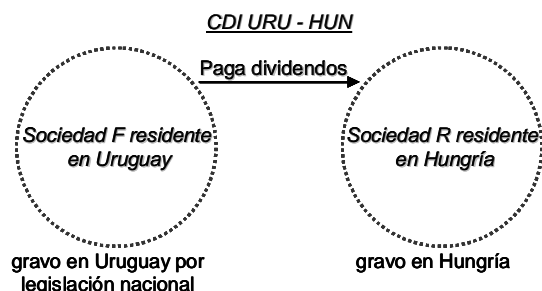 CDI URU - HUN
Paga dividendos
Sociedad F residente
en Uruguay
Sociedad R residente
en Hungría
gravo en Uruguay por
legislación nacional
gravo en Hungría